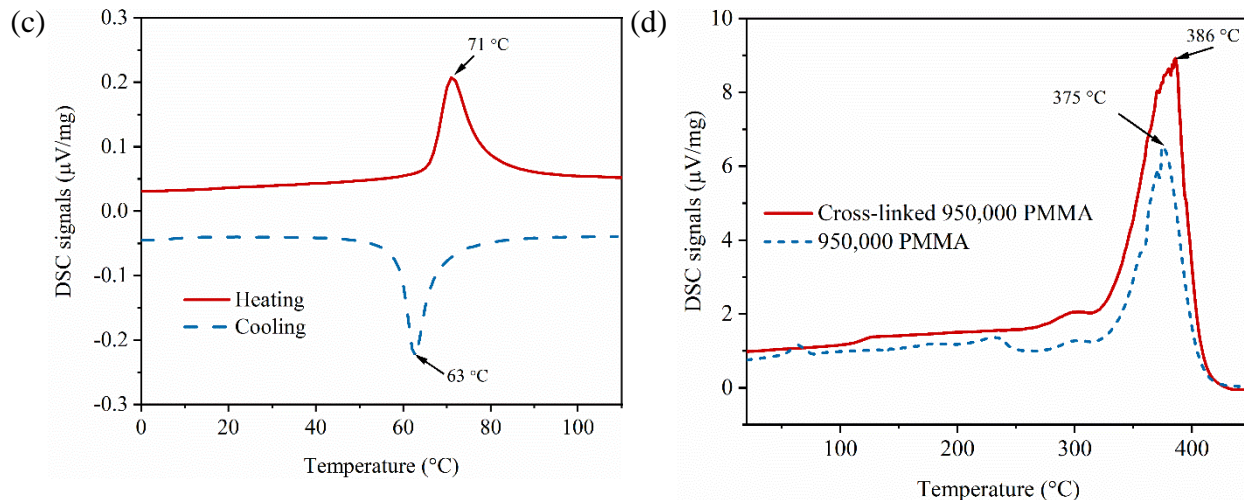 (c)
DSC signals (µV/mg)
0.3
0.2
0.1
0.0
-0.1
-0.2
-0.3
71 °C
Heating
Cooling
63 °C
0
20
40
60
80
100
Temperature (°C)
(d)
DSC signals (µV/mg)
10
8
6
4
2
0
386 °C
375 °C
Cross-linked 950,000 PMMA
950,000 PMMA
100
200
300
400
Temperature (°C)